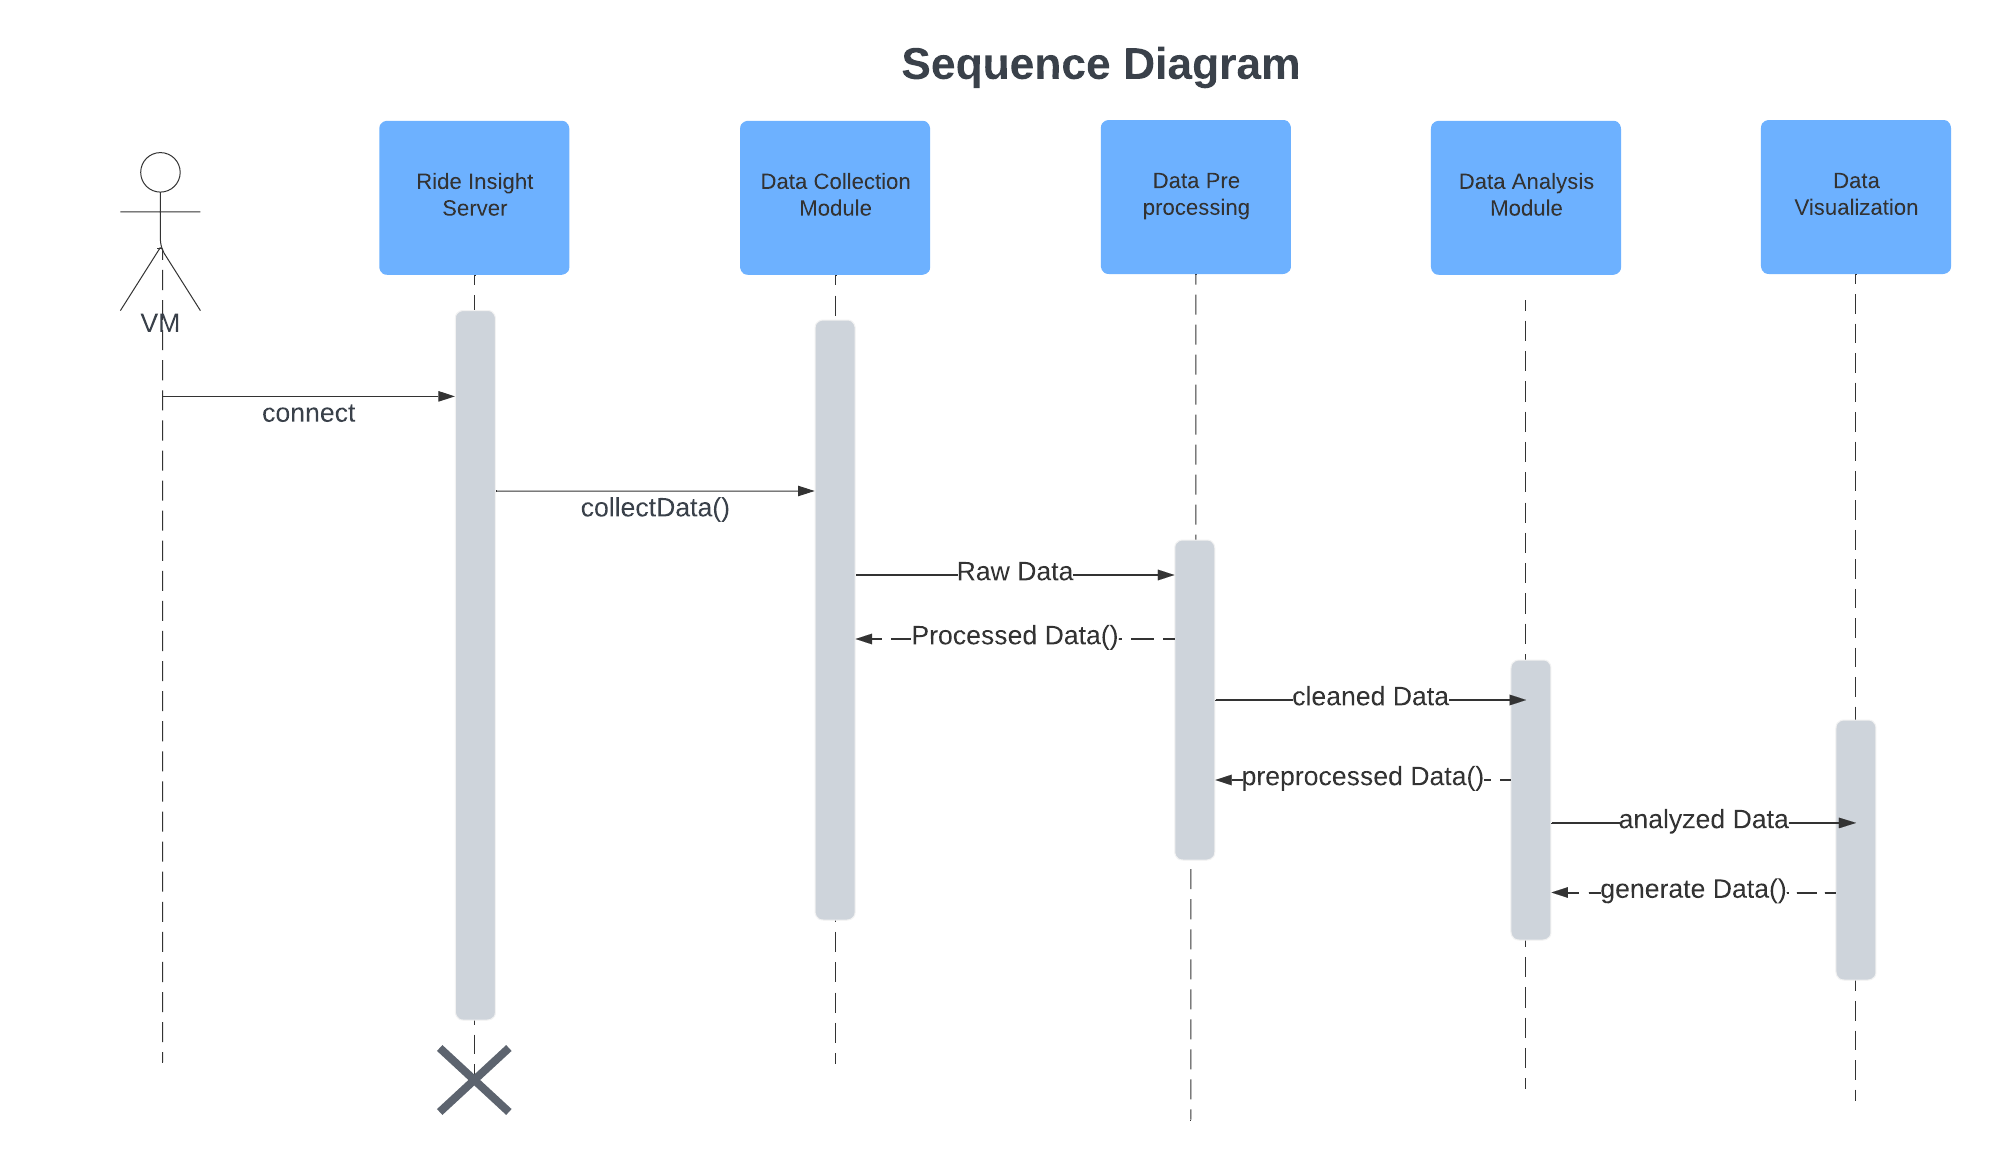 Sequence Diagram
Ride Insight
Server
Data Collection
Module
Data Pre
processing
Data Analysis
Module
Data
Visualization
VM
connect
collectData()
Raw Data
Processed Data()
cleaned Data
preprocessed Data()
analyzed Data
generate Data()